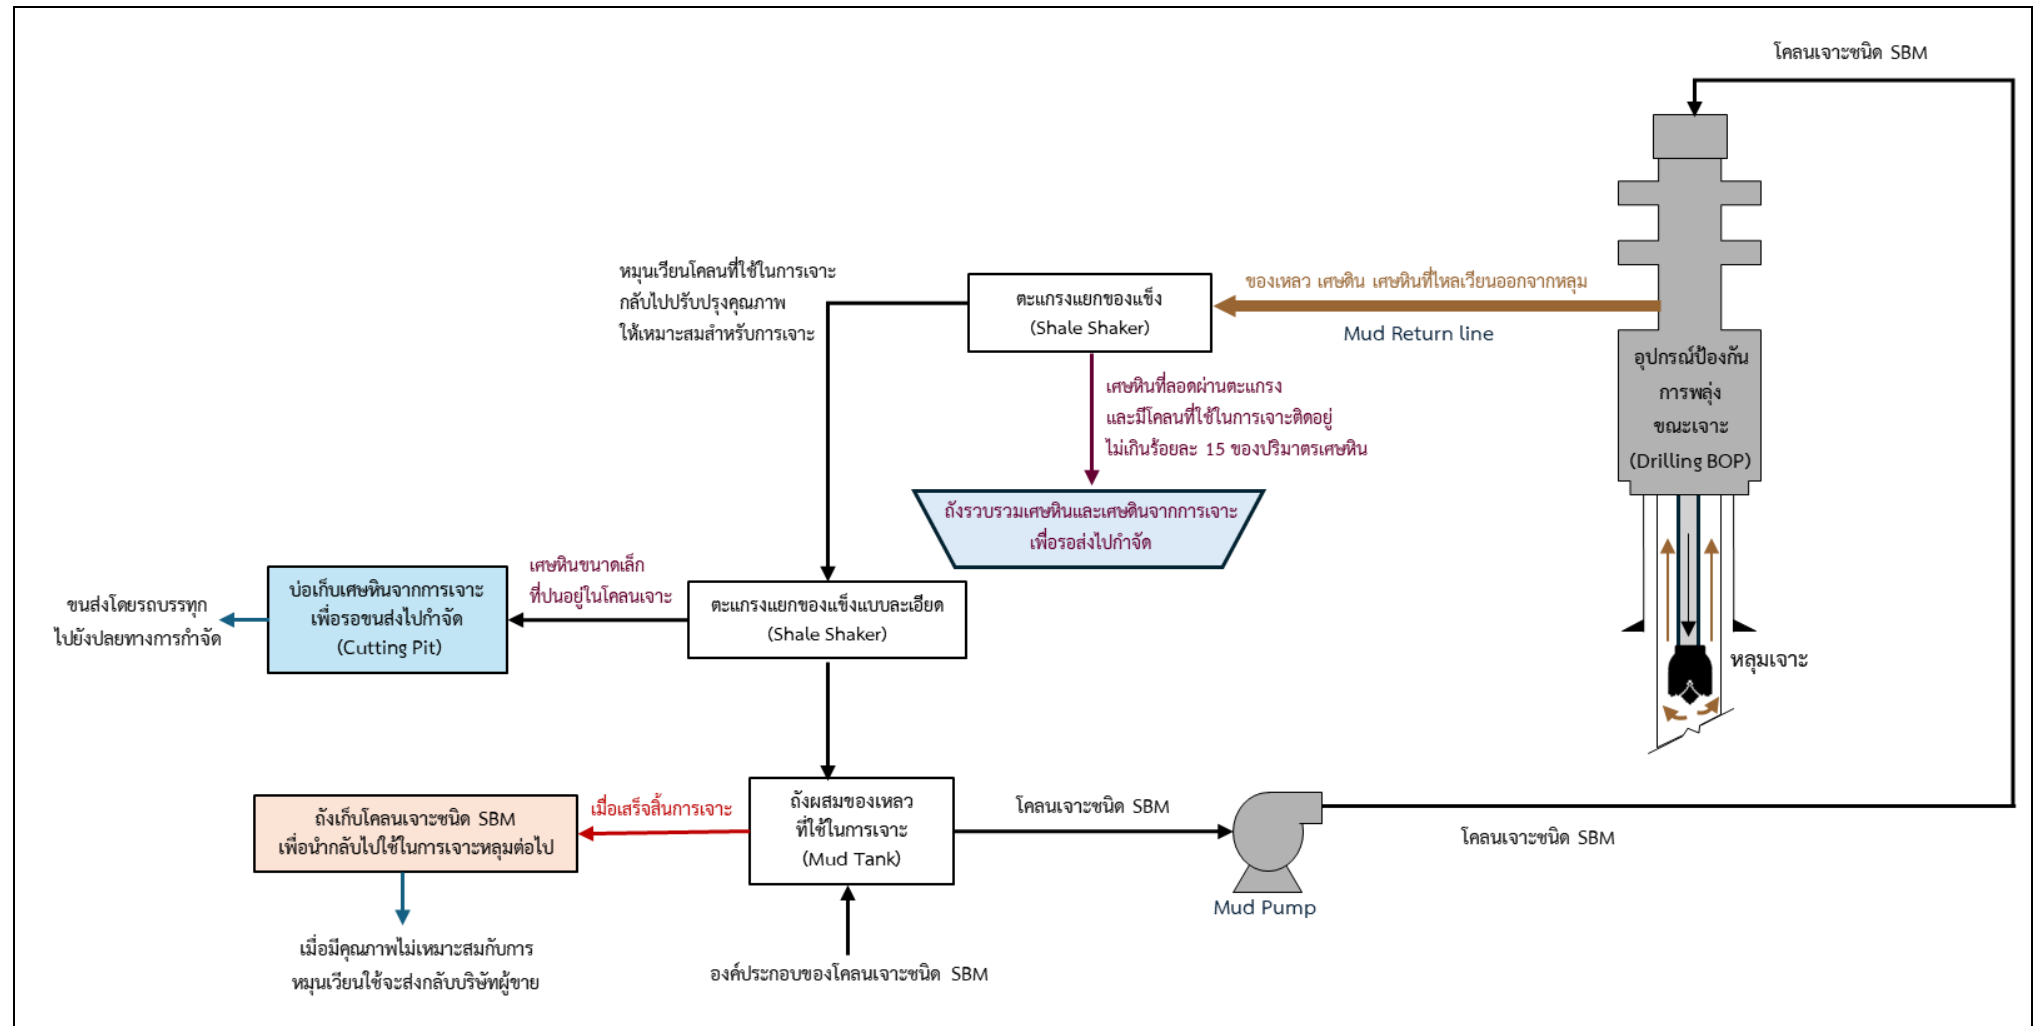 โคลนเจาะชนิด SBM
หมุนเวียนโคลนที่ใช้ในการเจาะ
กลับไปปรับปรุงคุณภาพ
ให้เหมาะสมสำหรับการเจาะ
ตะแกรงแยกของแข็ง
(Shale Shaker)
ของเหลว เศษดิน เศษหินที่ไหลเวียนออกจากหลุม
Mud Return line
อุปกรณ์ป้องกัน
การพลุ่ง
ขณะเจาะ
(Drilling BOP)
เศษหินที่ลอดผ่านตะแกรง
และมีโคลนที่ใช้ในการเจาะติดอยู่
ไม่เกินร้อยละ 15 ของปริมาตรเศษหิน
ถังรวบรวมเศษหินและเศษดินจากการเจาะ
เพื่อรอส่งไปกำจัด
ขนส่งโดยรถบรรทุก
ไปยังปลยทางการกำจัด
บ่อเก็บเศษหินจากการเจาะ
เพื่อรอขนส่งไปกำจัด
(Cutting Pit)
เศษหินขนาดเล็ก
ที่ปนอยู่ในโคลนเจาะ
ตะแกรงแยกของแข็งแบบละเอียด
(Shale Shaker)
หลุมเจาะ
ถังเก็บโคลนเจาะชนิด SBM
เพื่อนำกลับไปใช้ในการเจาะหลุมต่อไป
เมื่อเสร็จสิ้นการเจาะ
ถังผสมของเหลว
ที่ใช้ในการเจาะ
(Mud Tank)
โคลนเจาะชนิด SBM
Mud Pump
โคลนเจาะชนิด SBM
เมื่อมีคุณภาพไม่เหมาะสมกับการ
หมุนเวียนใช้จะส่งกลับบริษัทผู้ขาย
องค์ประกอบของโคลนเจาะชนิด SBM